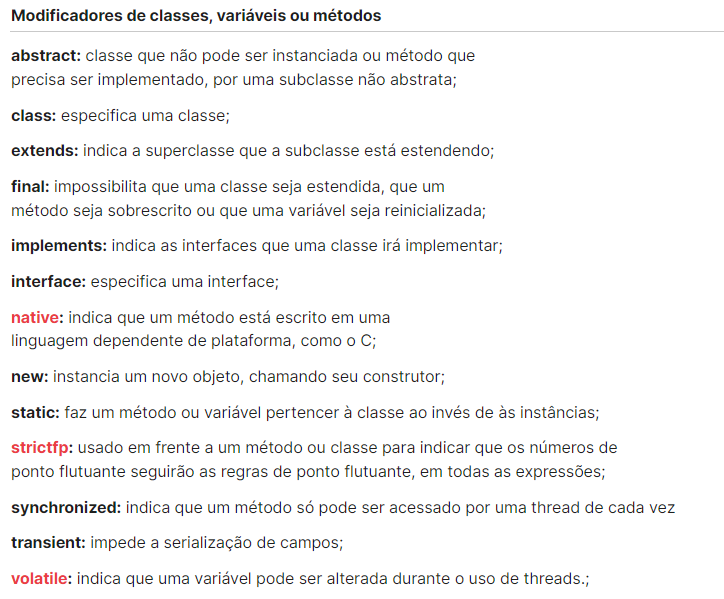 Modificadores de classes, variáveis ou métodos
abstract: classe que não pode ser instanciada ou método que
precisa ser implementado, por uma subclasse não abstrata;
class: especifica uma classe;
extends: indica a superclasse que a subclasse está estendendo;
final: impossibilita que uma classe seja estendida, que um
método seja sobrescrito ou que uma variável seja reinicializada;
implements: indica as interfaces que uma classe irá implementar;
interface: especifica uma interface;
native: indica que um método está escrito em uma
linguagem dependente de plataforma, como o C;
new: instancia um novo objeto, chamando seu construtor;
static: faz um método ou variável pertencer à classe ao invés de às instâncias;
strictfp: usado em frente a um método ou classe para indicar que os números de
ponto flutuante seguirão as regras de ponto flutuante, em todas as expressões;
synchronized: indica que um método só pode ser acessado por uma thread de cada vez
transient: impede a serialização de campos;
volatile: indica que uma variável pode ser alterada durante o uso de threads.;